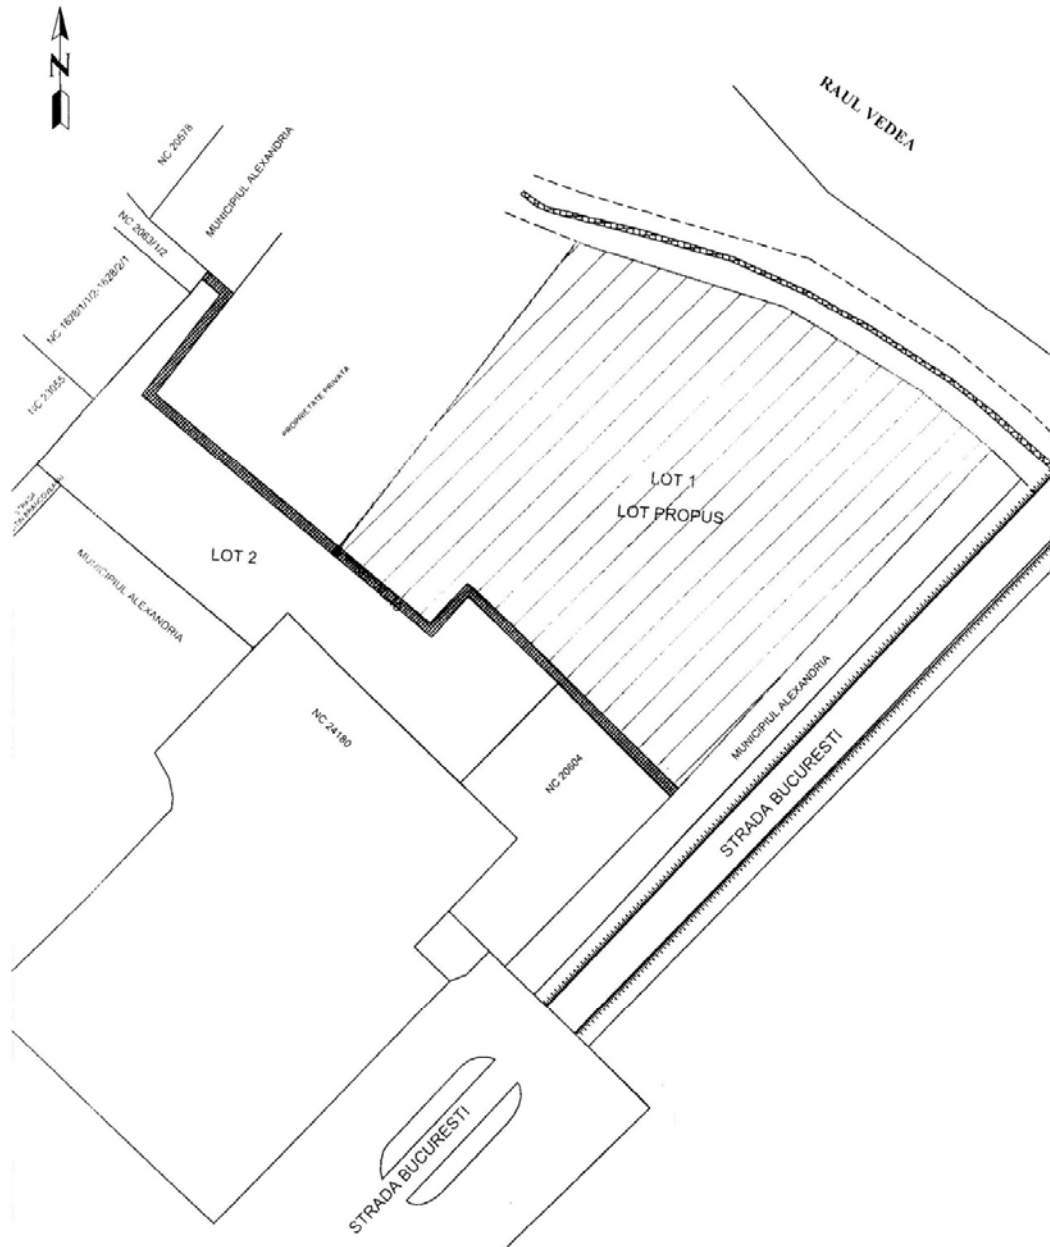 N
RAUL VEDEA
NC 20578
MUNICIPIUL ALEXANDRIA
NC 2063/1/2
NC 1628/1/1/2-1628/2/1
PROPRIETATE PRIVATA
LOT 1
LOT PROPUS
LOT 2
MUNICIPIUL ALEXANDRIA
NC 24180
NC 20604
MUNICIPIUL ALEXANDRIA
STRADA BUCURESTI
STRADA BUCURESTI